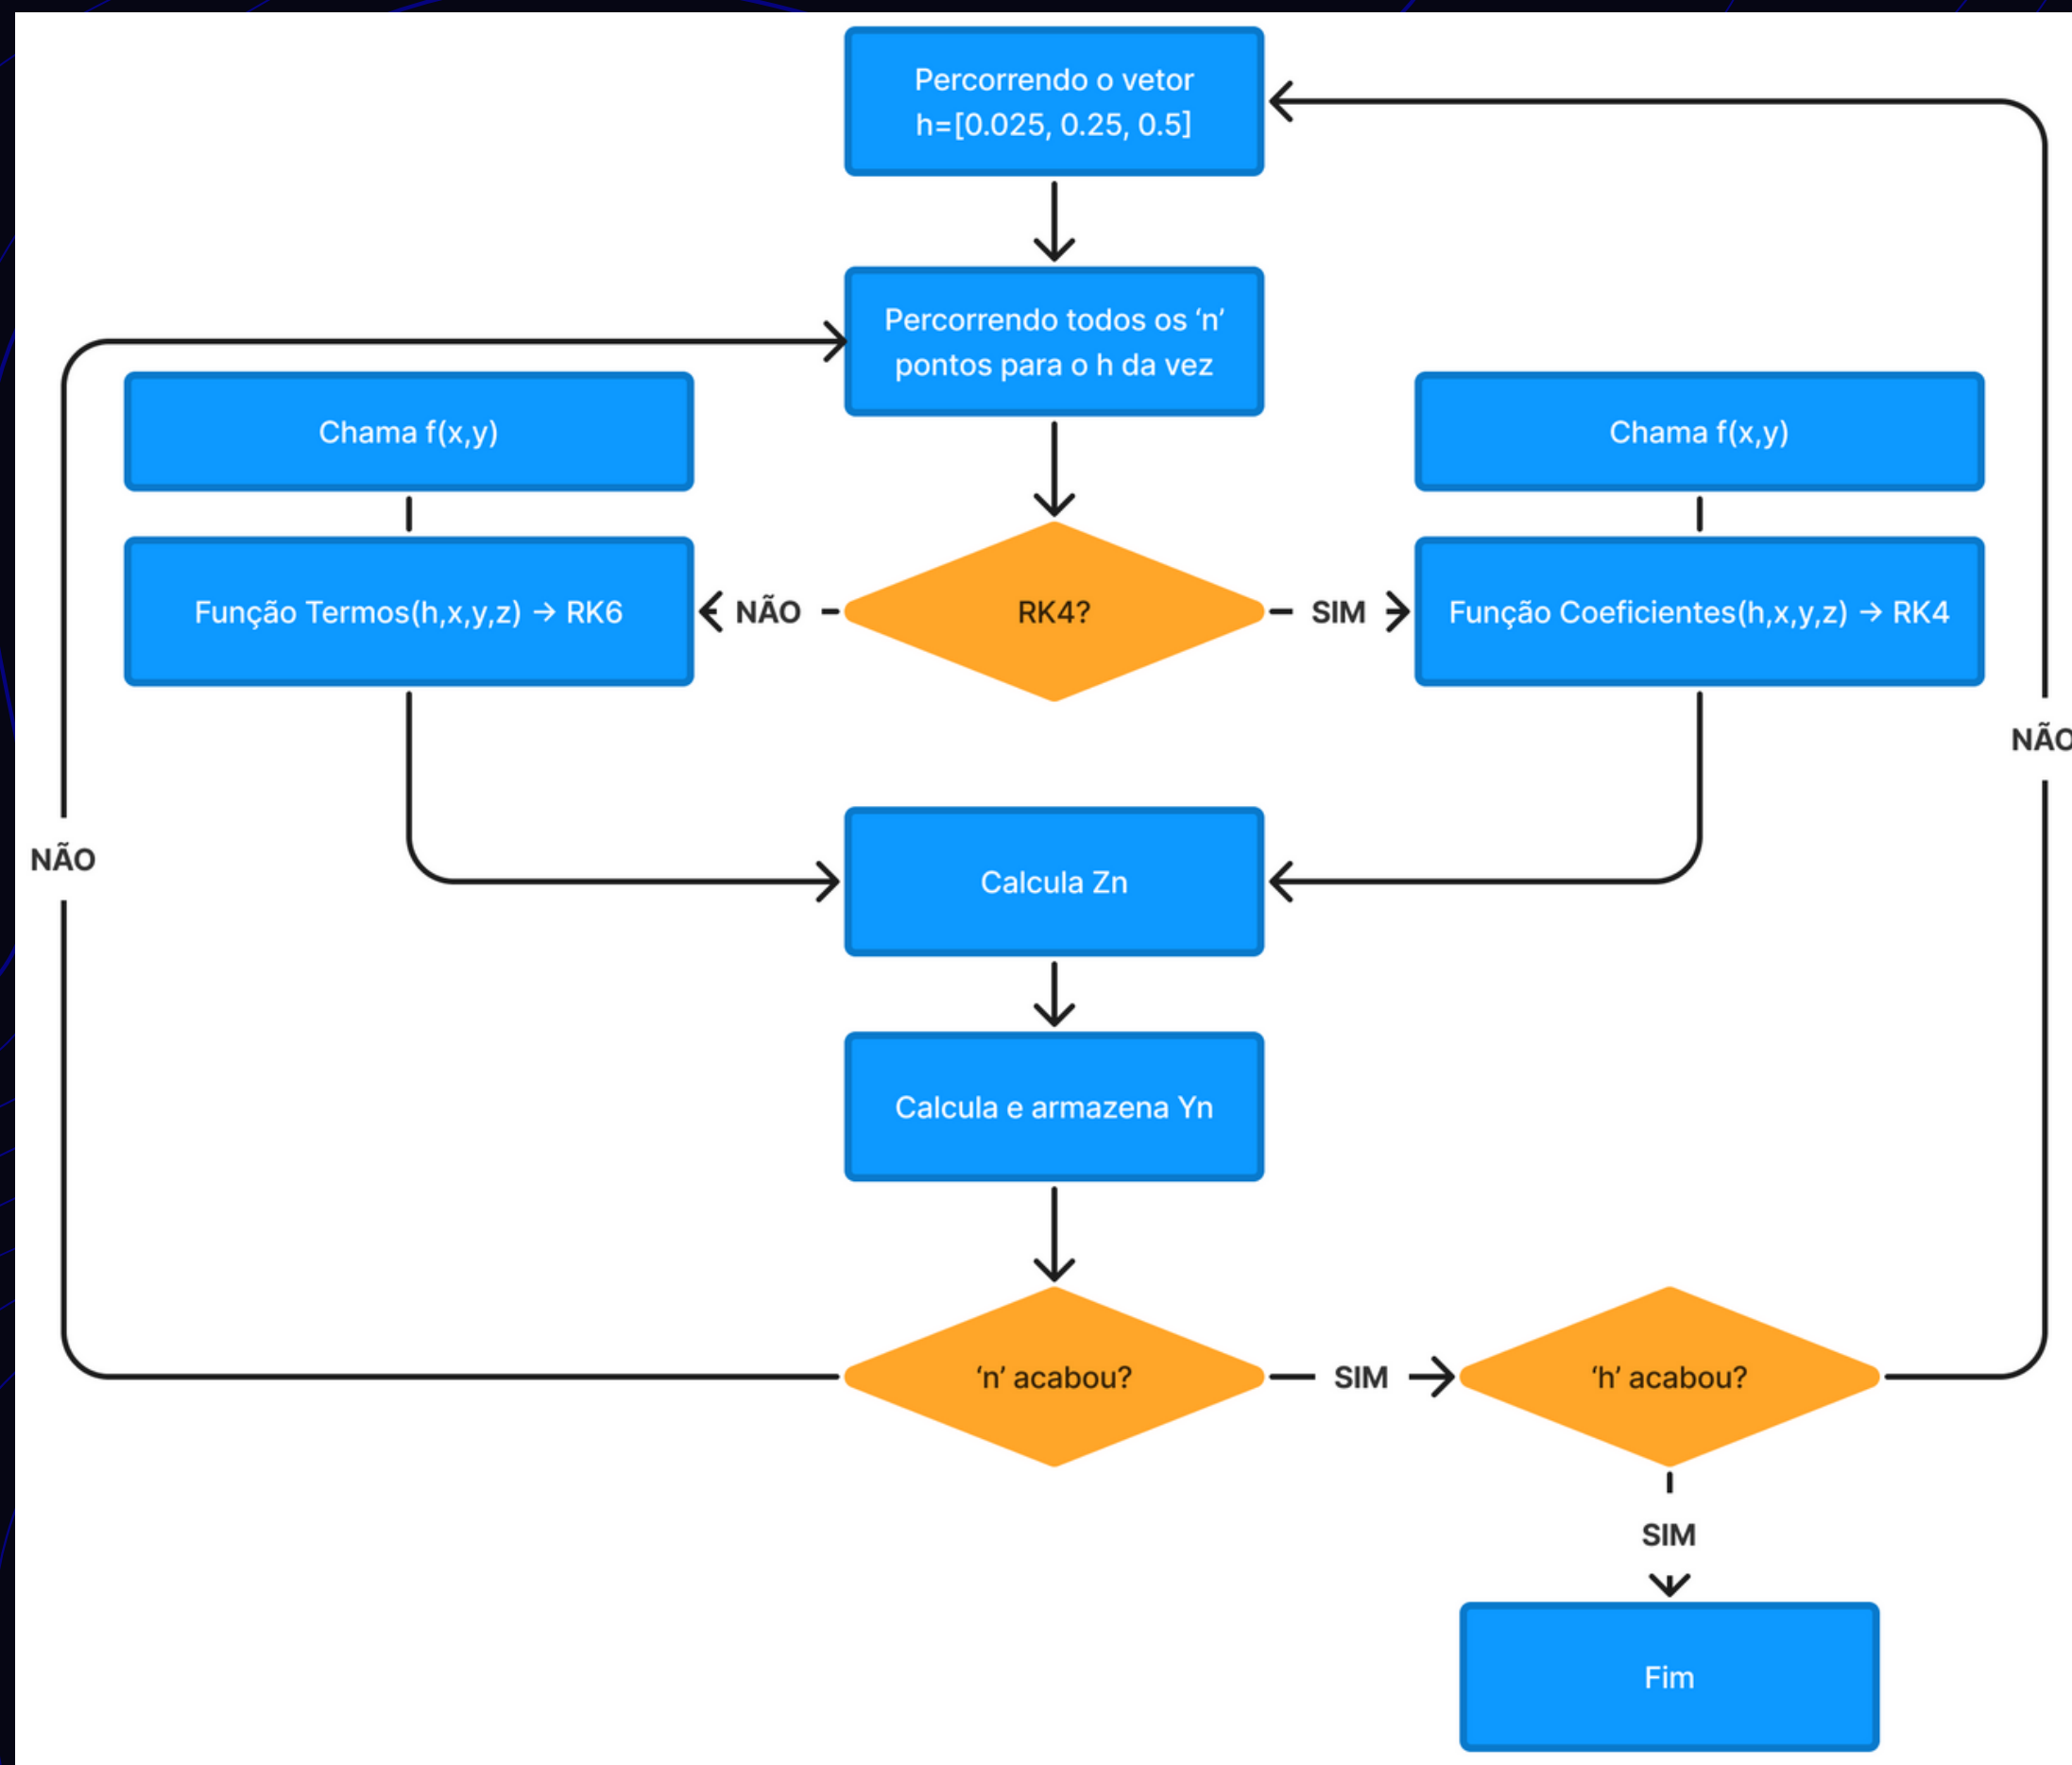 Percorrendo o vetor
h=[0.025, 0.25, 0.5]
Percorrendo todos os ‘n’
pontos para o h da vez
Chama f(x,y)
Chama f(x,y)
Função Termos(h,x,y,z) → RK6
NÃO
RK4?
SIM
Função Coeficientes(h,x,y,z) → RK4
NÃO
NÃO
Calcula Zn
Calcula e armazena Yn
‘n’ acabou?
SIM
‘h’ acabou?
SIM
Fim